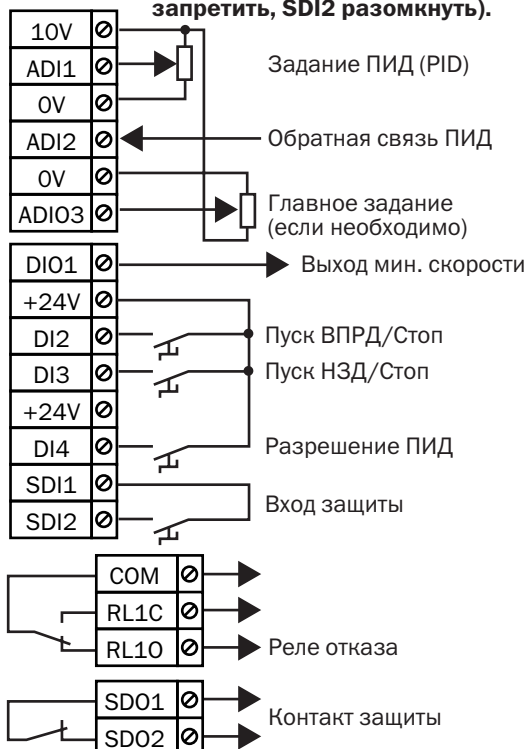 запретить, SDI2 разомкнуть).
10V
ADI1 Задание ПИД (PID)
0V
ADI2 Обратная связь ПИД
0V
ADIO3 Главное задание
(если необходимо)
DIO1 Выход мин. скорости
+24V
DI2 Пуск ВПРД/Стоп
DI3 Пуск НЗД/Стоп
+24V
DI4 Разрешение ПИД
SDI1
Вход защиты
SDI2
COM
RL1C
RL1O Реле отказа
SDO1
Контакт защиты
SDO2